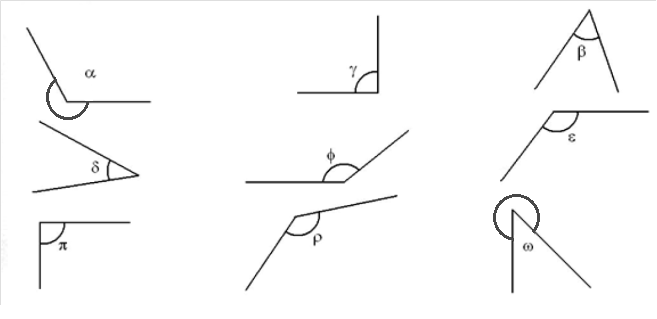 α γ β
δ φ ε
π ρ ω